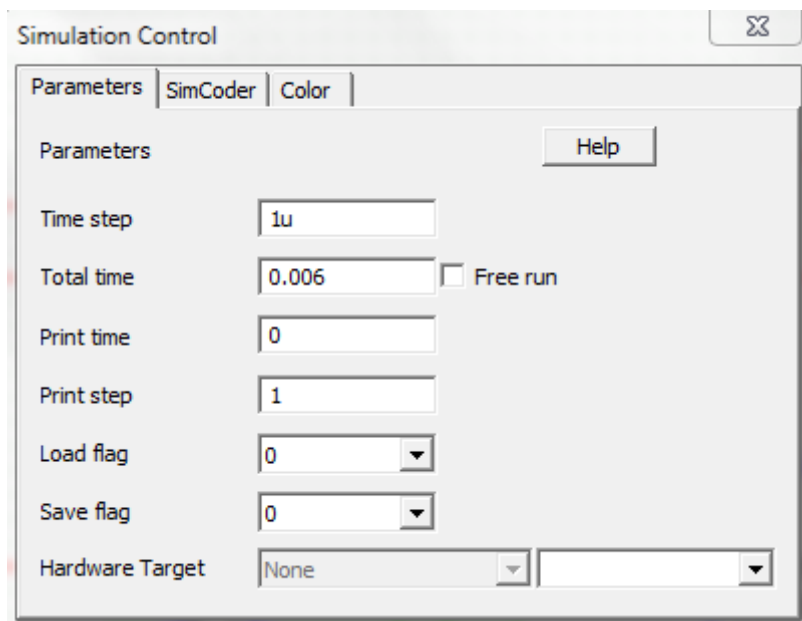 Simulation Control
Parameters SimCoder Color
Parameters Help
Time step 1u
Total time 0.006 Free run
Print time 0
Print step 1
Load flag 0
Save flag 0
Hardware Target None